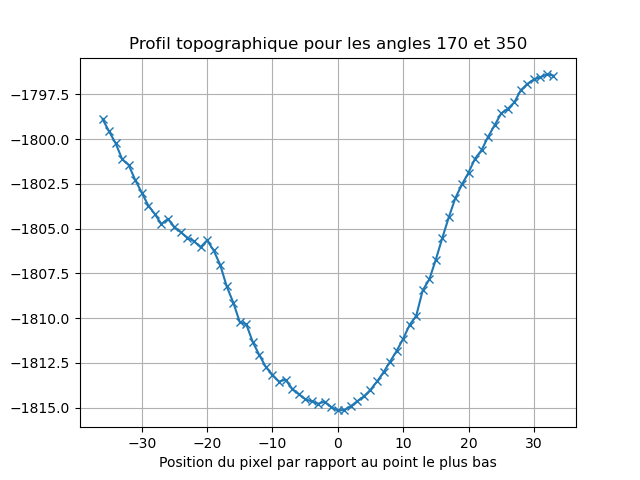 Profil topographique pour les angles 170 et 350
−1797.5
−1800.0
−1802.5
−1805.0
−1807.5
−1810.0
−1812.5
−1815.0
−30 −20 −10 0 10 20 30
Position du pixel par rapport au point le plus bas